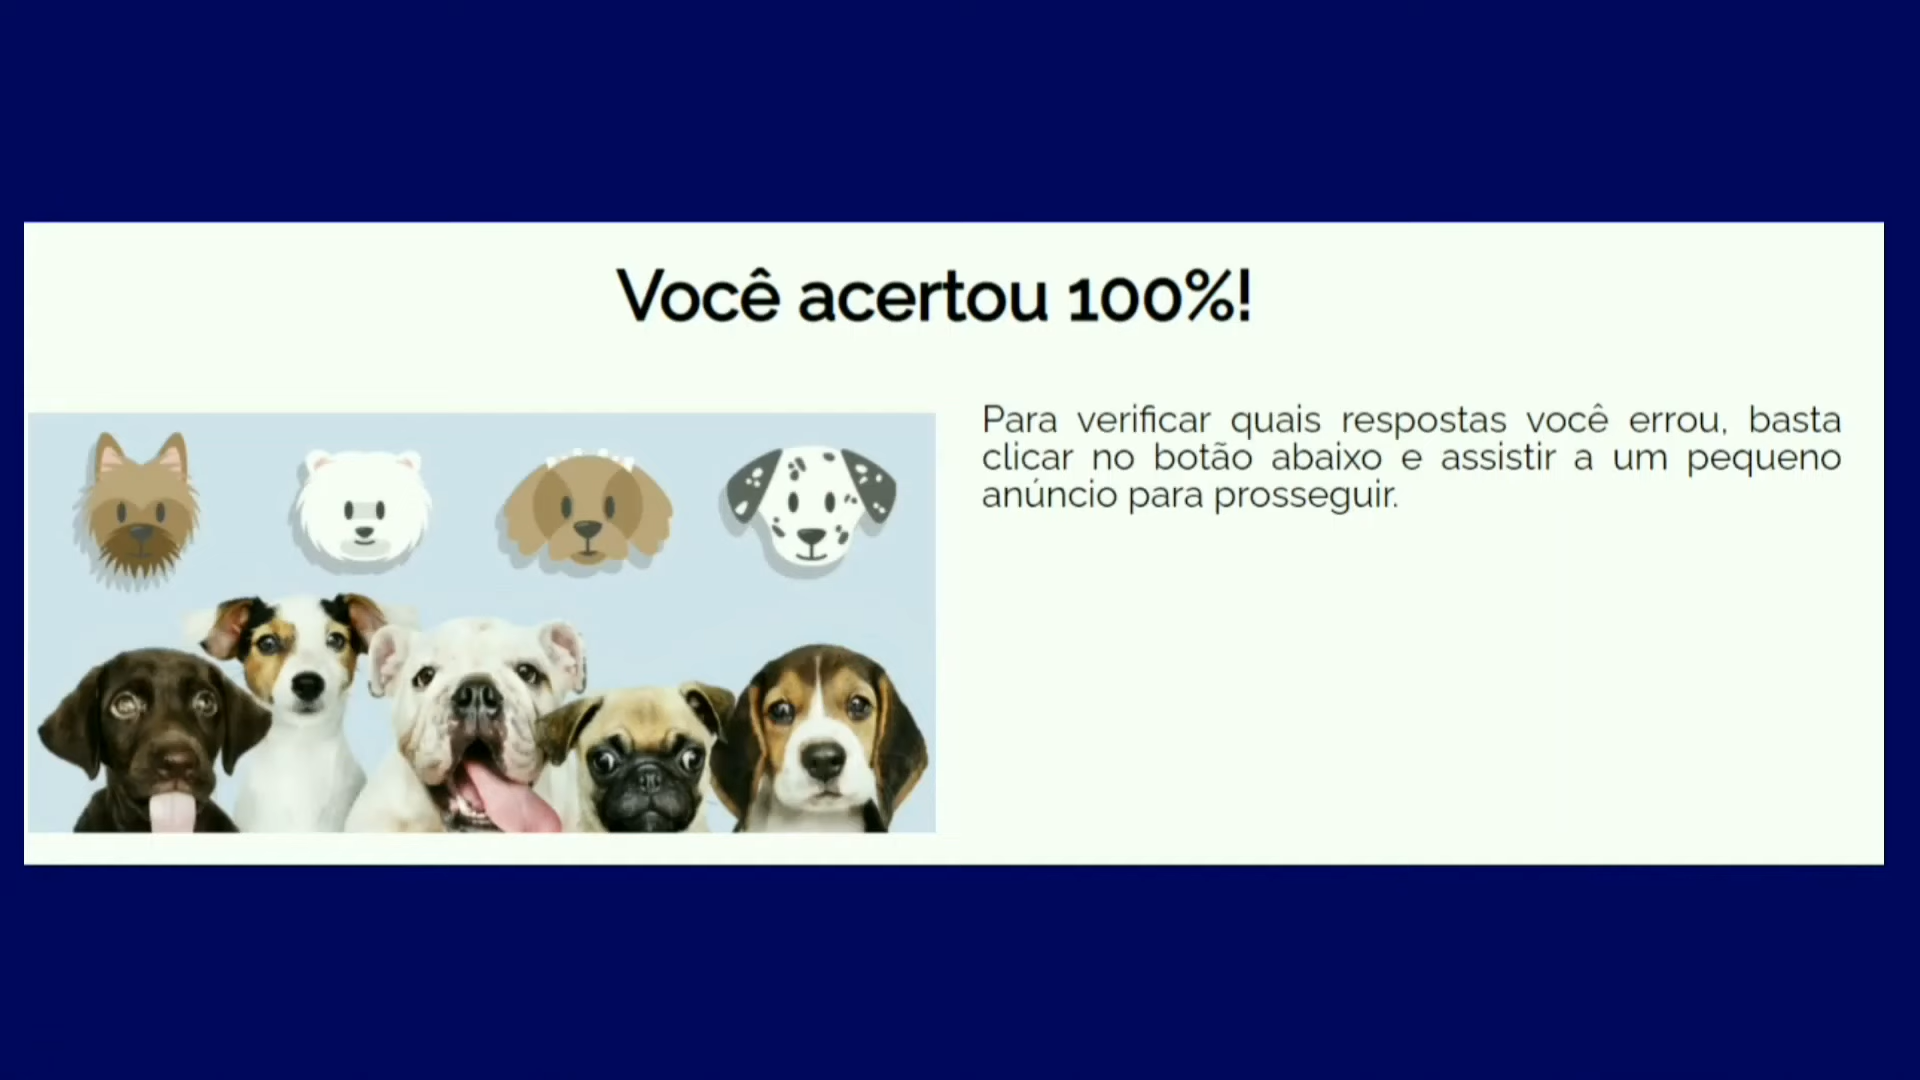 Você acertou 100%!
Para verificar quais respostas você errou, basta
clicar no botão abaixo e assistir a um pequeno
anúncio para prosseguir.